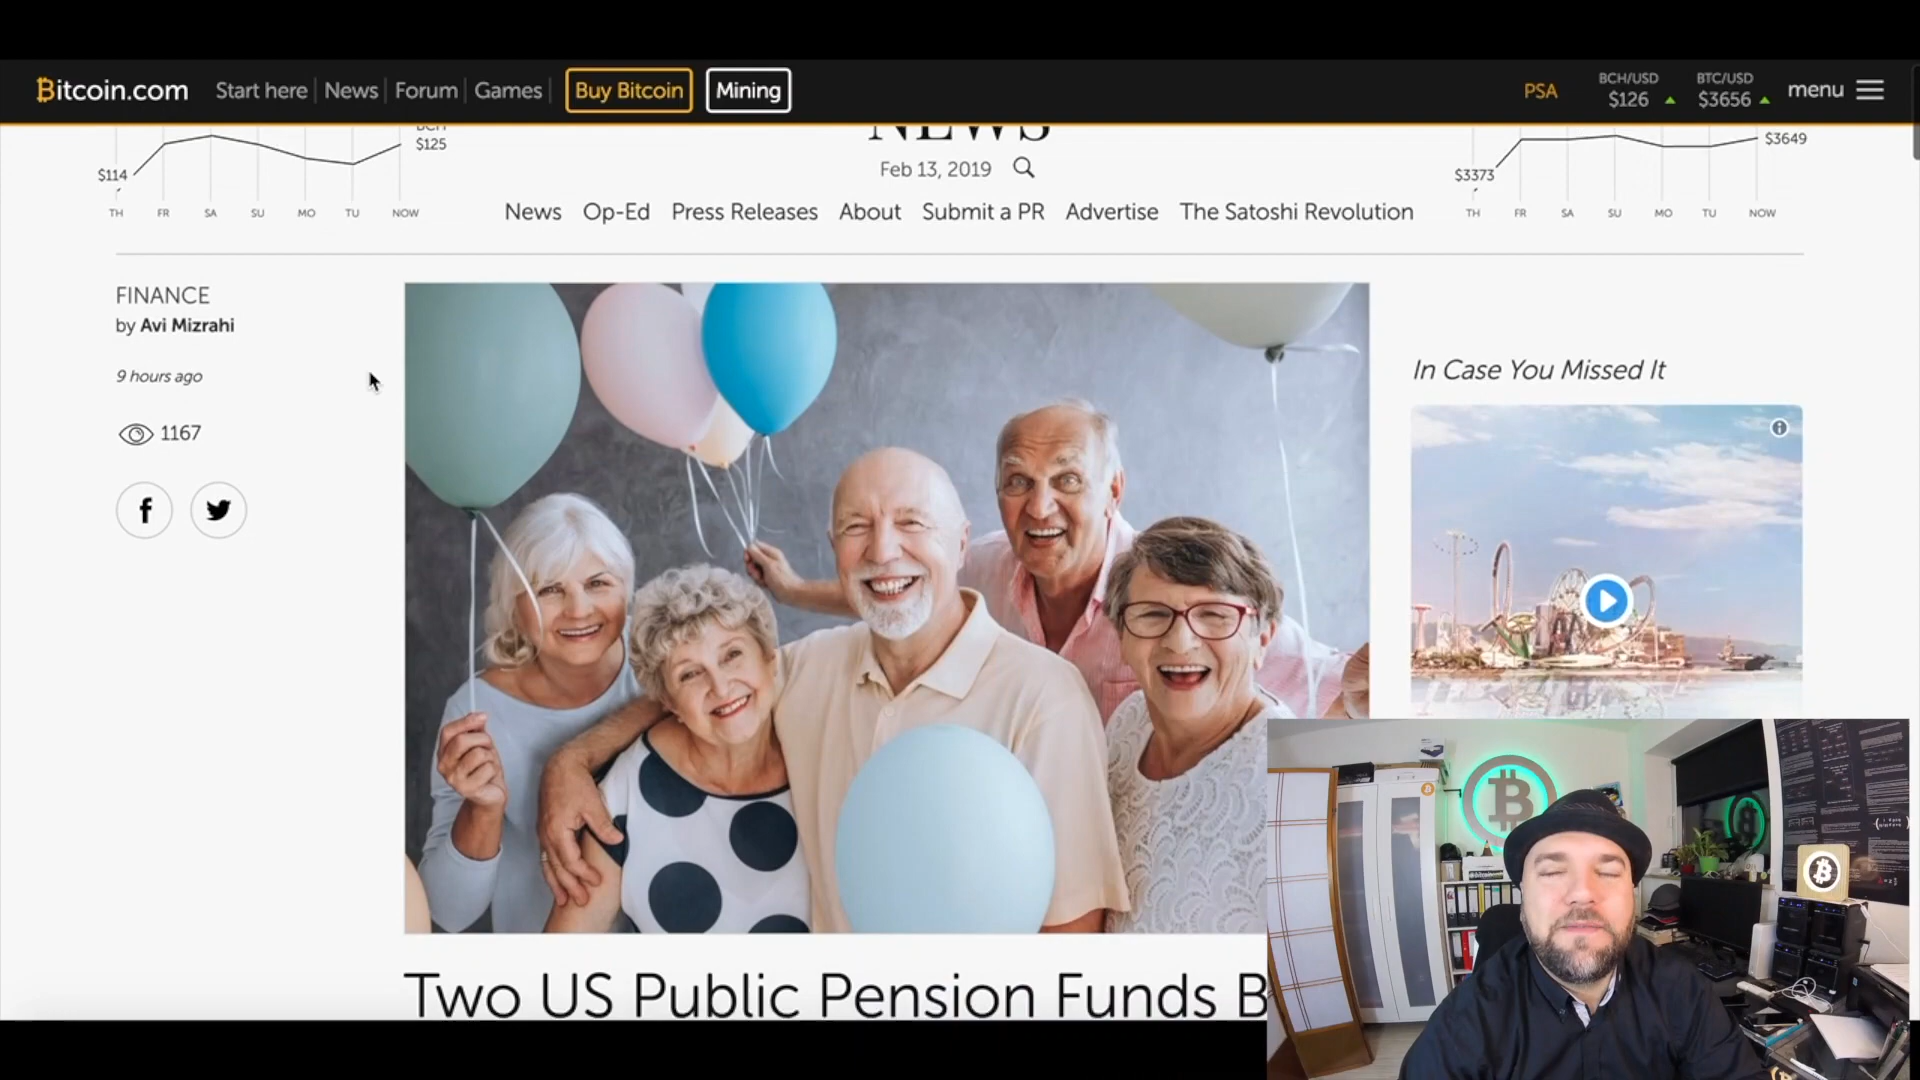 Bitcoin.com Start here News Forum Games Buy Bitcoin Mining PSA BCH/USD $126 BTC/USD $3656 menu
NEWS
BCH
$125
$114
TH FR SA SU MO TU NOW
Feb 13, 2019
$3649
$3373
TH FR SA SU MO TU NOW
News Op-Ed Press Releases About Submit a PR Advertise The Satoshi Revolution
FINANCE
by Avi Mizrahi
9 hours ago
1167
In Case You Missed It
Two US Public Pension Funds B